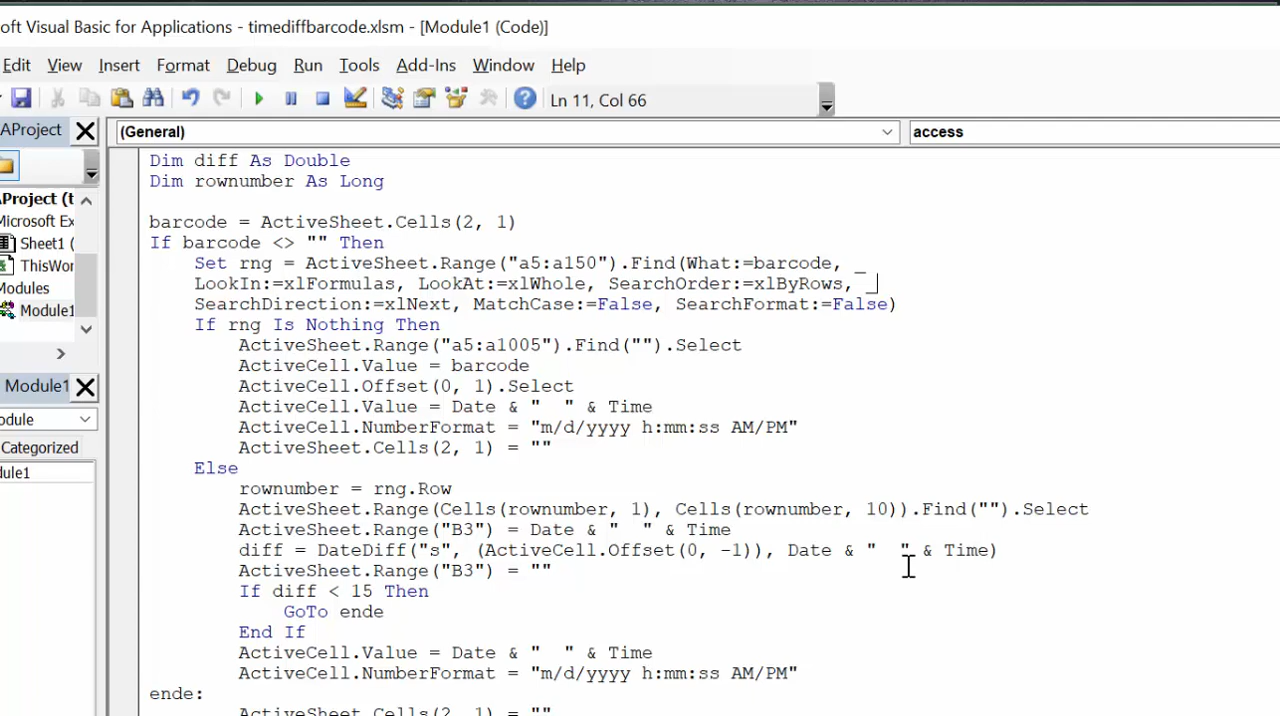 oft Visual Basic for Applications - timediffbarcode.xlsm - [Module1 (Code)]
Edit View Insert Format Debug Run Tools Add-Ins Window Help
Ln 11, Col 66
AProject
(General)
access
AProject (t
Microsoft Ex
Sheet1 (
ThisWor
Modules
Module1
Module1
odule
Categorized
dule1
Dim diff As Double
Dim rownumber As Long
barcode = ActiveSheet.Cells(2, 1)
If barcode <> "" Then
Set rng = ActiveSheet.Range("a5:a150").Find(What:=barcode, _
LookIn:=xlFormulas, LookAt:=xlWhole, SearchOrder:=xlByRows, _
SearchDirection:=xlNext, MatchCase:=False, SearchFormat:=False)
If rng Is Nothing Then
ActiveSheet.Range("a5:a1005").Find("").Select
ActiveCell.Value = barcode
ActiveCell.Offset(0, 1).Select
ActiveCell.Value = Date & "  " & Time
ActiveCell.NumberFormat = "m/d/yyyy h:mm:ss AM/PM"
ActiveSheet.Cells(2, 1) = ""
Else
rownumber = rng.Row
ActiveSheet.Range(Cells(rownumber, 1), Cells(rownumber, 10)).Find("").Select
ActiveSheet.Range("B3") = Date & "  " & Time
diff = DateDiff("s", (ActiveCell.Offset(0, -1)), Date & "  " & Time)
ActiveSheet.Range("B3") = ""
If diff < 15 Then
GoTo ende
End If
ActiveCell.Value = Date & "  " & Time
ActiveCell.NumberFormat = "m/d/yyyy h:mm:ss AM/PM"
ende:
ActiveSheet.Cells(2, 1) = ""